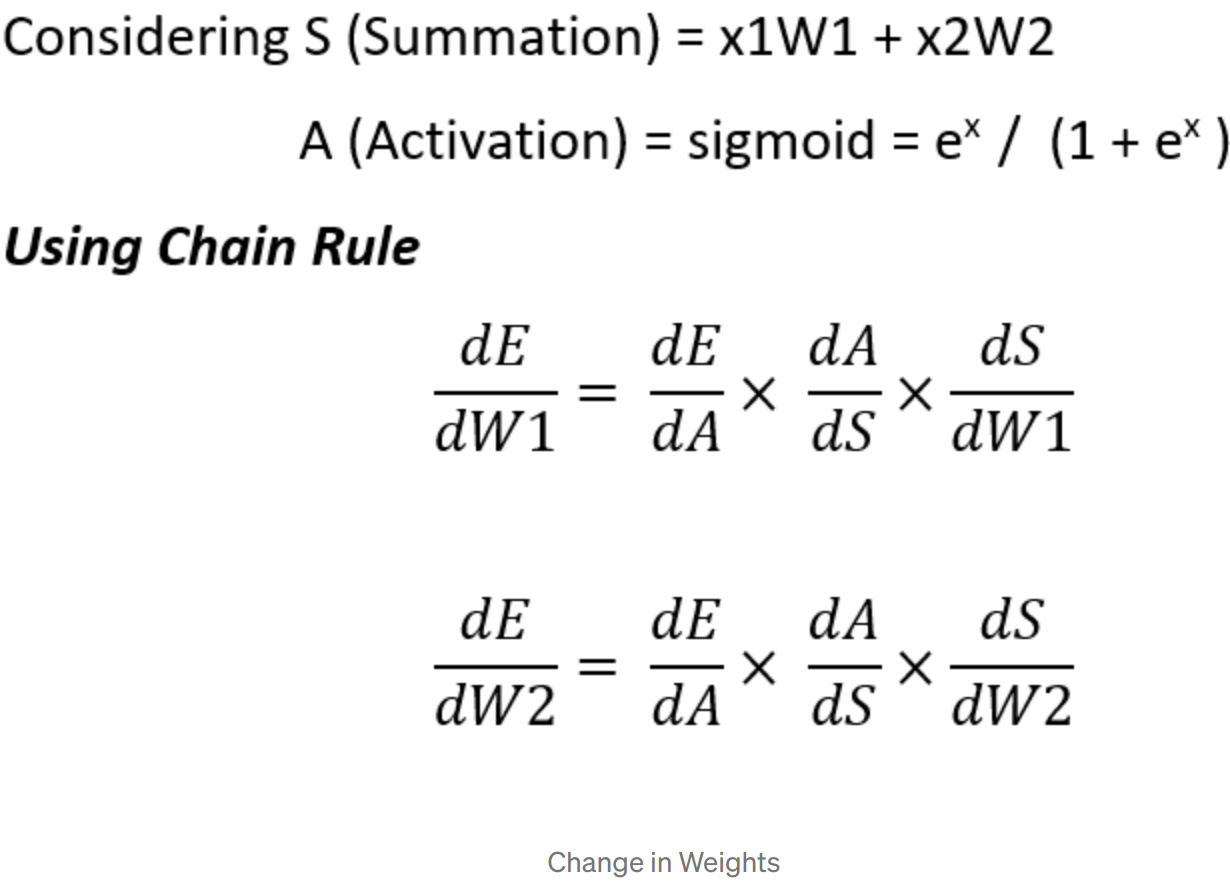 Considering S (Summation) = x1W1 + x2W2
A (Activation) = sigmoid = eˣ / (1 + eˣ )
Using Chain Rule
dE/dW1 = dE/dA × dA/dS × dS/dW1
dE/dW2 = dE/dA × dA/dS × dS/dW2
Change in Weights